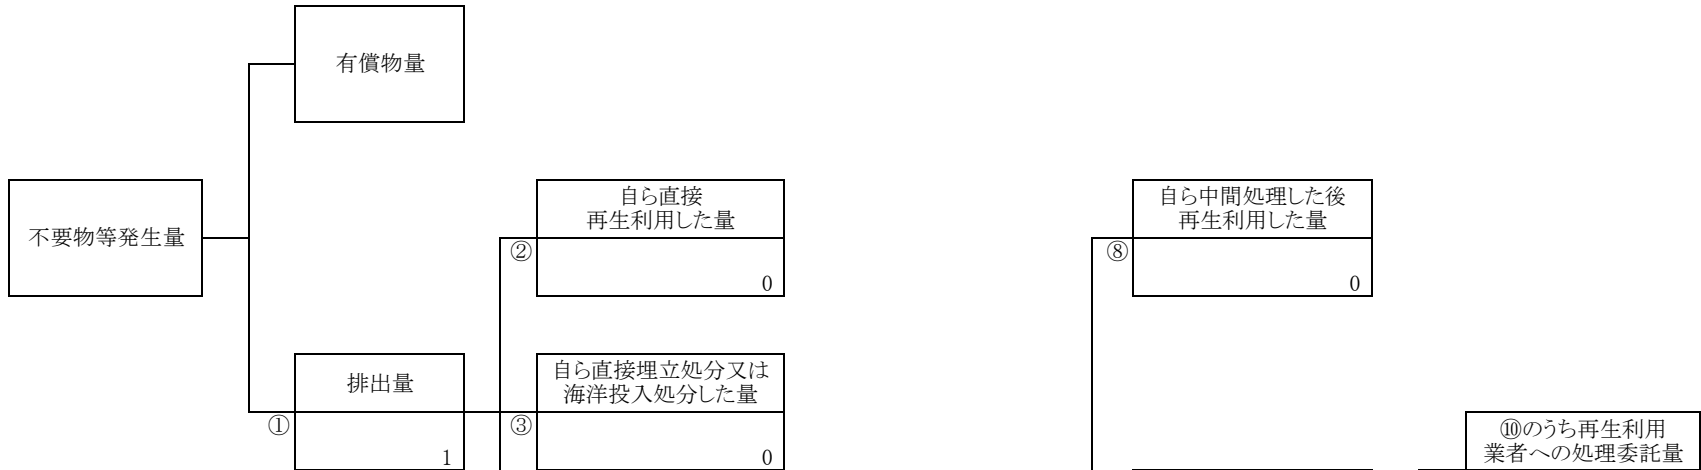 有償物量
不要物等発生量
自ら直接
再生利用した量
②
0
自ら中間処理した後
再生利用した量
⑧
0
排出量
①
1
自ら直接埋立処分又は
海洋投入処分した量
③
0
⑩のうち再生利用
業者への処理委託量